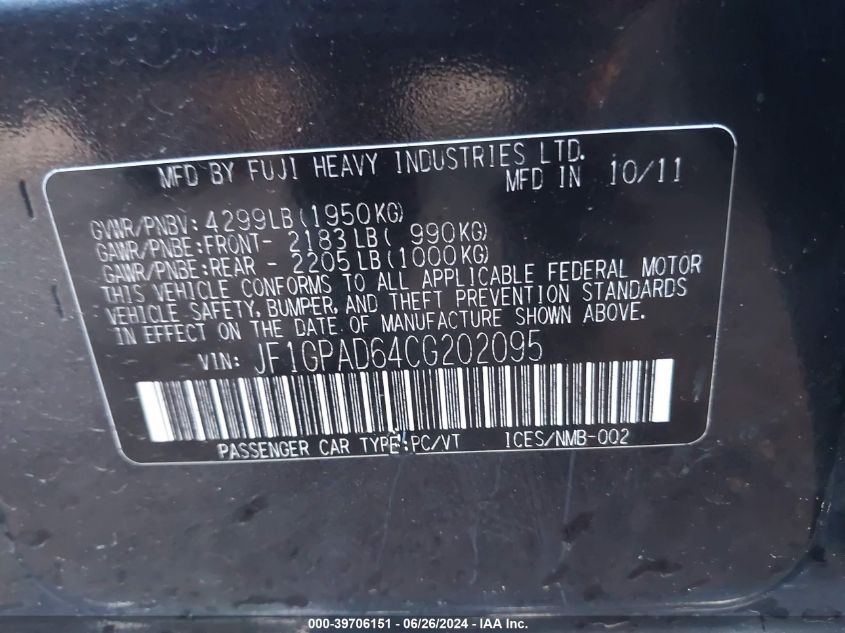 MFD BY FUJI HEAVY INDUSTRIES LTD.
MFD IN 10/11
GVWR/PNBV: 4299LB(1950KG)
GAWR/PNBE:FRONT- 2183LB( 990KG)
GAWR/PNBE:REAR - 2205LB(1000KG)
THIS VEHICLE CONFORMS TO ALL APPLICABLE FEDERAL MOTOR
VEHICLE SAFETY, BUMPER, AND THEFT PREVENTION STANDARDS
IN EFFECT ON THE DATE OF MANUFACTURE SHOWN ABOVE.
VIN: JF1GPAD64CG202095
PASSENGER CAR TYPE:PC/VT ICES/NMB-002
000-39706151 - 06/26/2024 - IAA Inc.